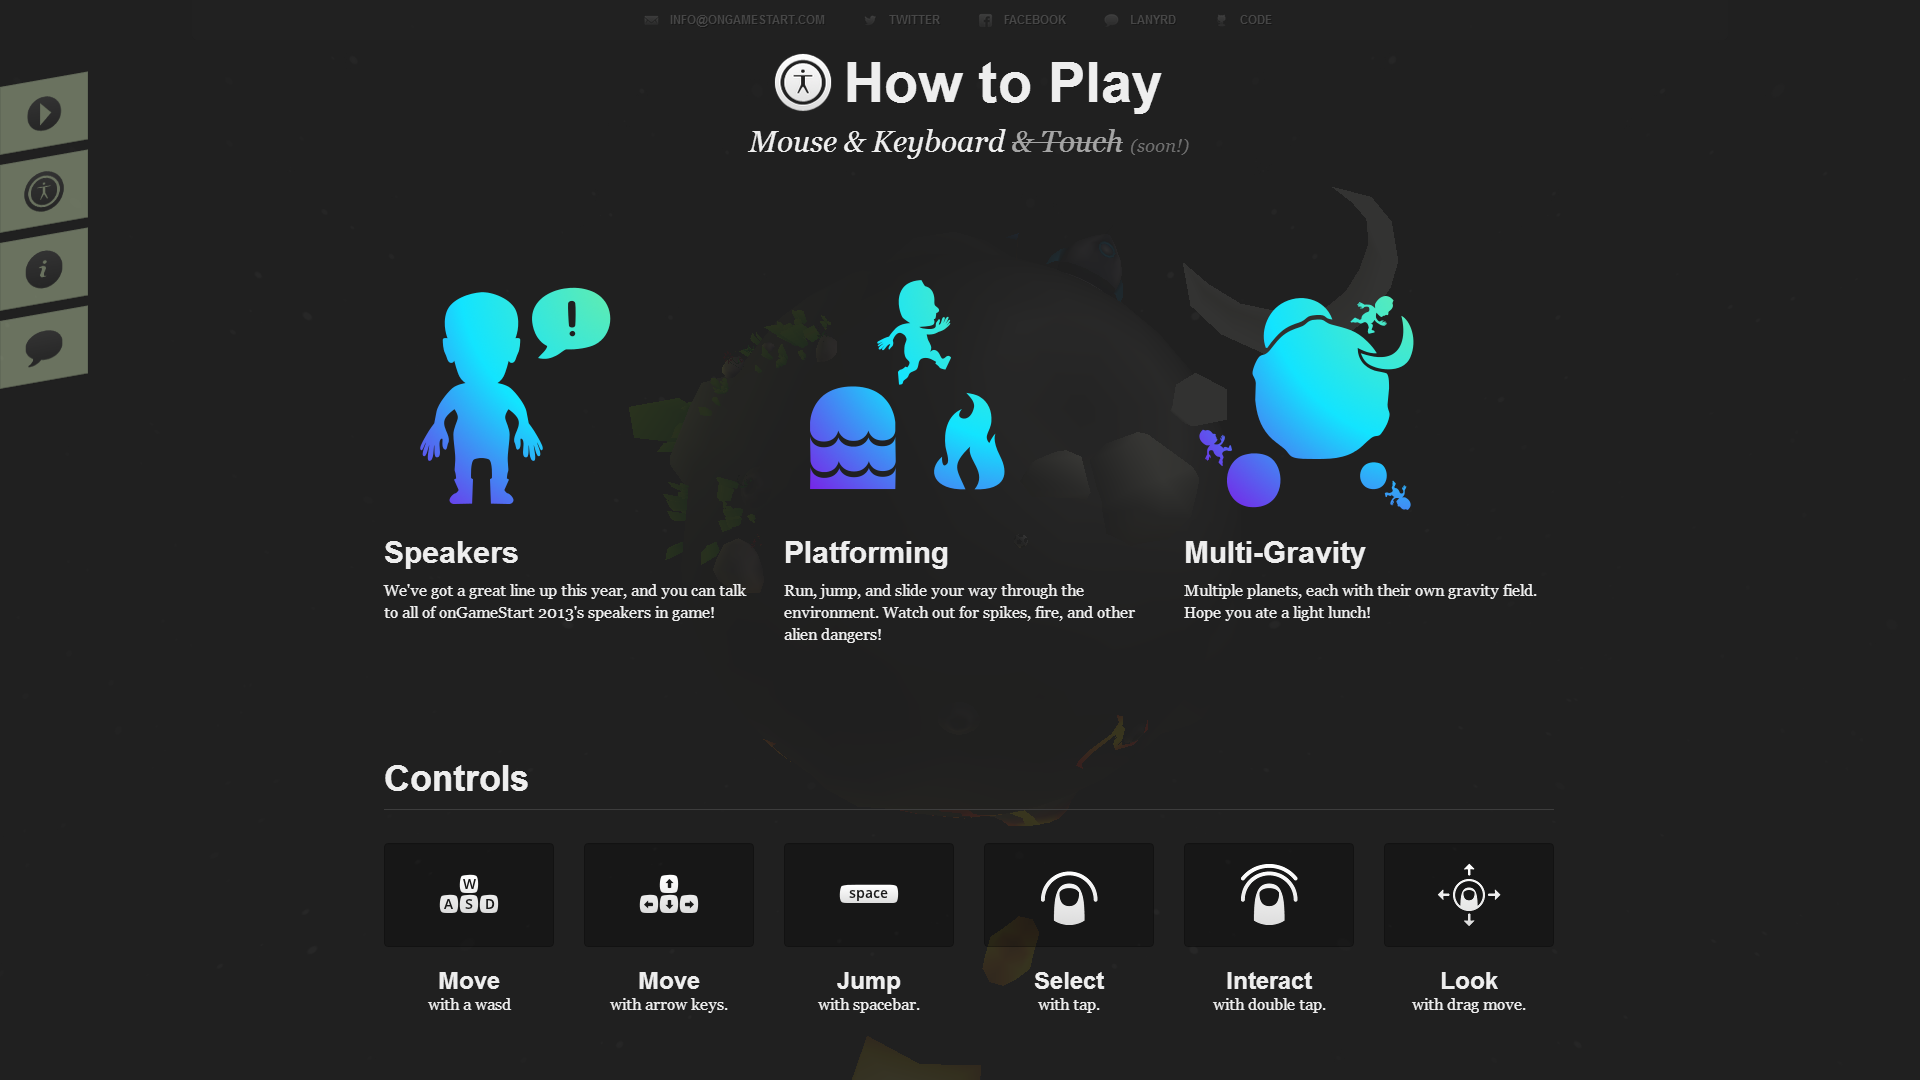 INFO@ONGAMESTART.COM TWITTER FACEBOOK LANYRD CODE
How to Play
Mouse & Keyboard & Touch (soon!)
!
i
Speakers
We've got a great line up this year, and you can talk
to all of onGameStart 2013's speakers in game!
Platforming
Run, jump, and slide your way through the
environment. Watch out for spikes, fire, and other
alien dangers!
Multi-Gravity
Multiple planets, each with their own gravity field.
Hope you ate a light lunch!
Controls
W
A S D
space
Move
with a wasd
Move
with arrow keys.
Jump
with spacebar.
Select
with tap.
Interact
with double tap.
Look
with drag move.